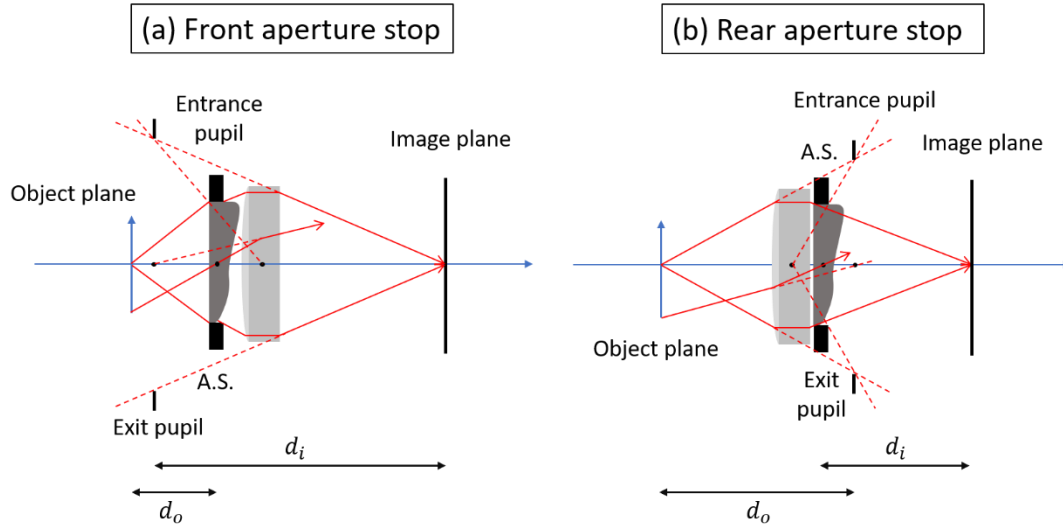 (a) Front aperture stop
Entrance
pupil
Image plane
Object plane
A.S.
Exit pupil
d_i
d_o
(b) Rear aperture stop
Entrance pupil
A.S.
Image plane
Object plane
Exit
pupil
d_i
d_o